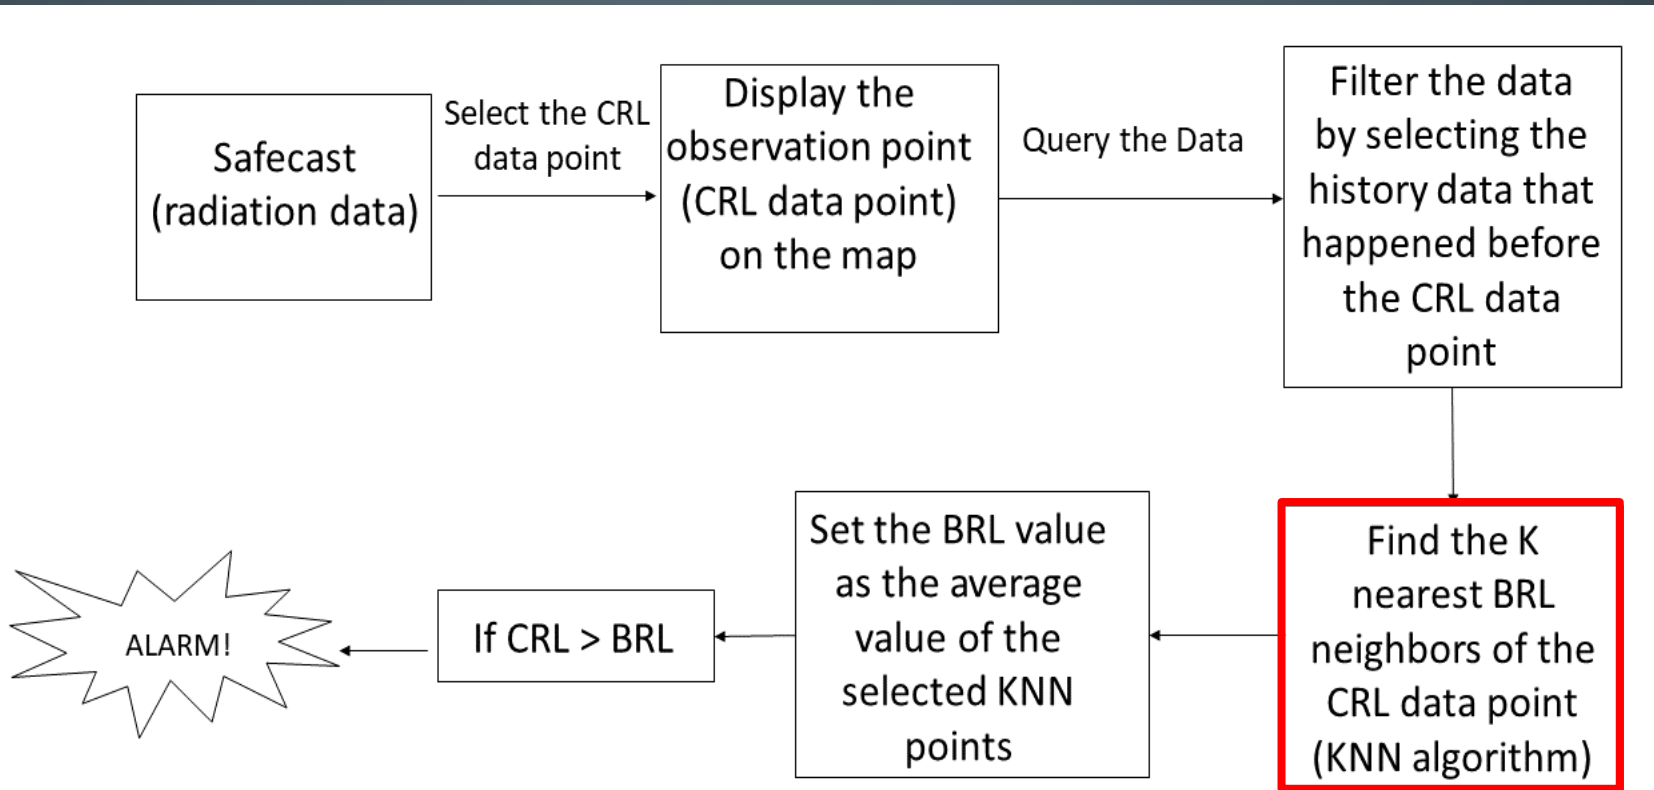 Safecast
(radiation data)
Select the CRL
data point
Display the
observation point
(CRL data point)
on the map
Query the Data
Filter the data
by selecting the
history data that
happened before
the CRL data
point
Find the K
nearest BRL
neighbors of the
CRL data point
(KNN algorithm)
Set the BRL value
as the average
value of the
selected KNN
points
If CRL > BRL
ALARM!